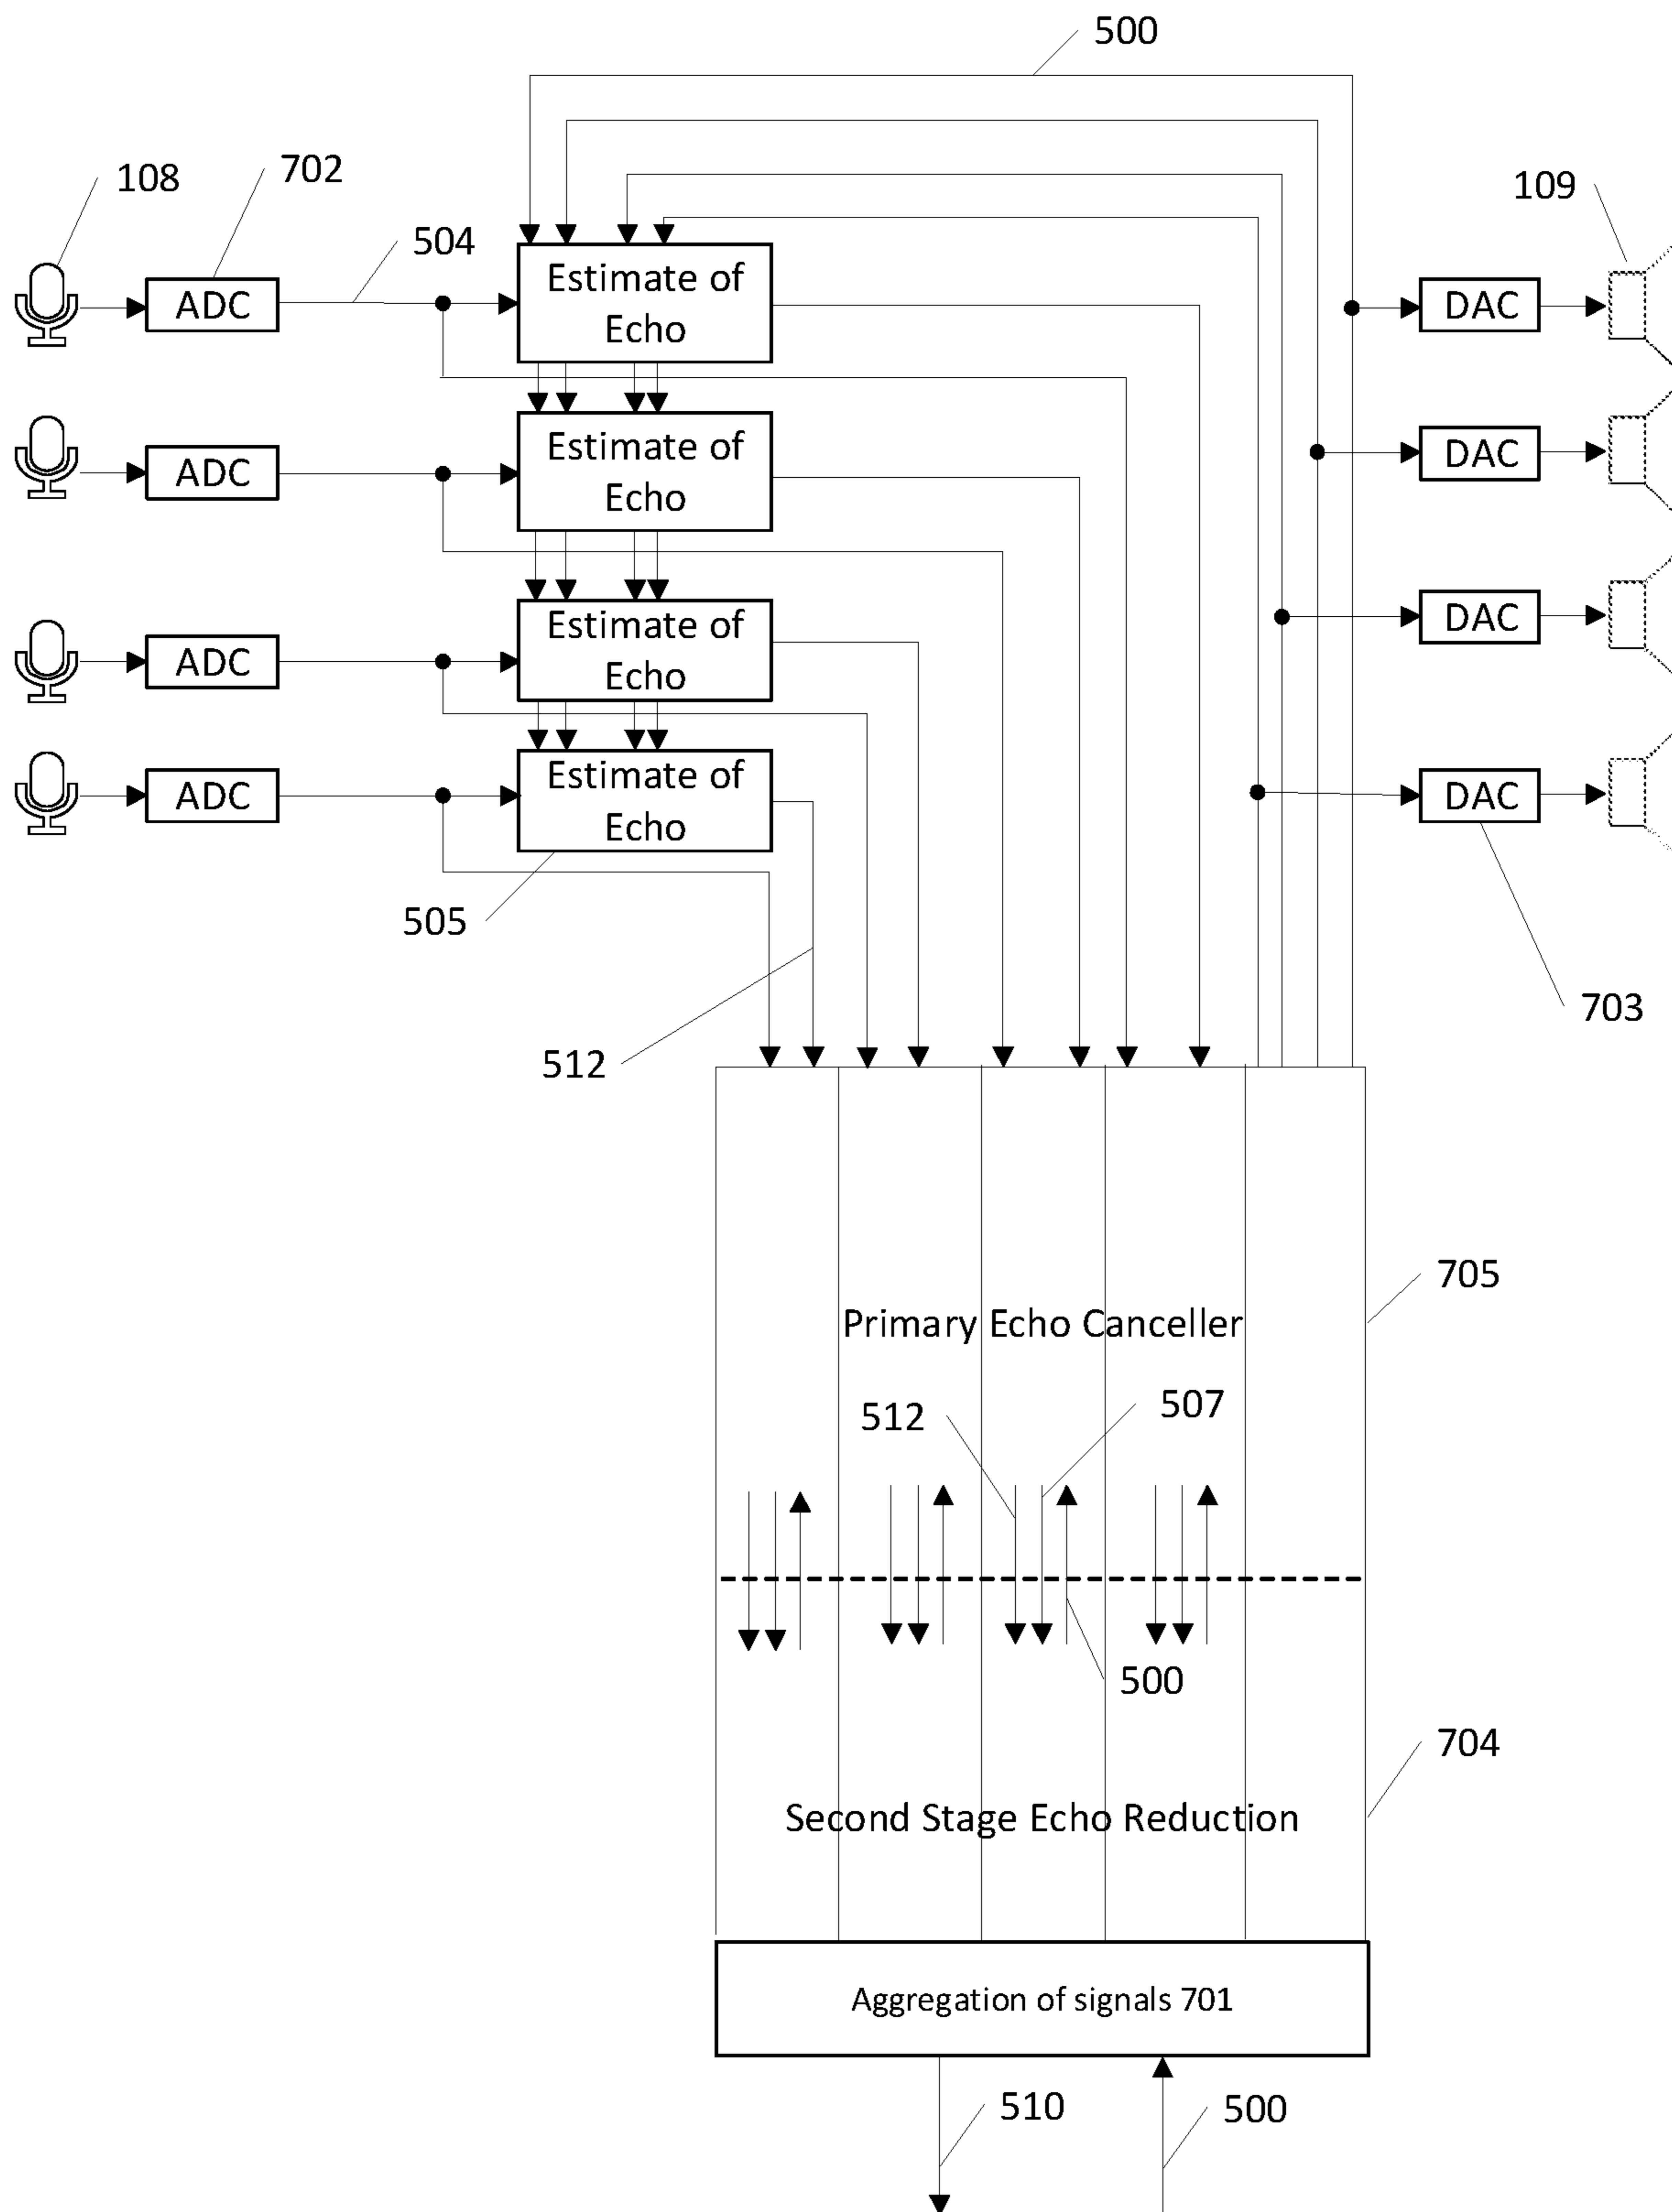 500
108
702
109
504
ADC
Estimate of
Echo
DAC
ADC
Estimate of
Echo
DAC
ADC
Estimate of
Echo
DAC
ADC
Estimate of
Echo
DAC
505
703
512
705
Primary Echo Canceller
512
507
500
704
Second Stage Echo Reduction
Aggregation of signals 701
510
500